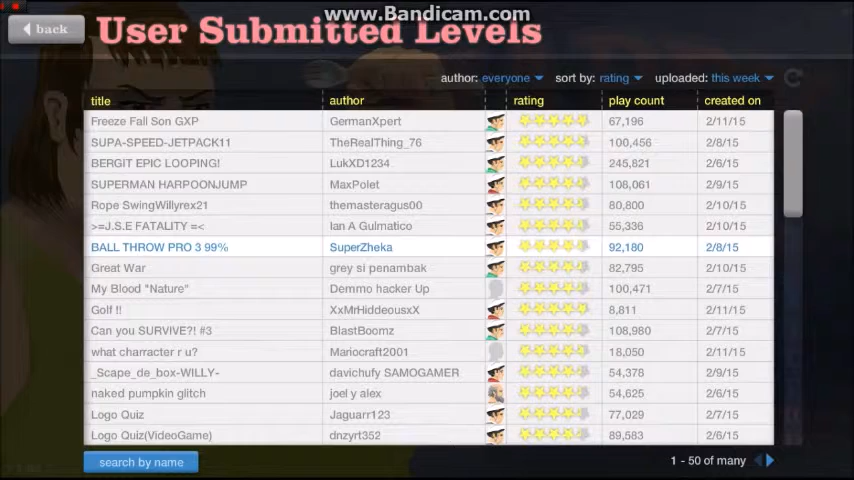 www.Bandicam.com
back
User Submitted Levels
author: everyone sort by: rating uploaded: this week
title author rating play count created on
Freeze Fall Son GXP GermanXpert 67,196 2/11/15
SUPA-SPEED-JETPACK11 TheRealThing_76 100,456 2/8/15
BERGIT EPIC LOOPING! LukXD1234 245,821 2/6/15
SUPERMAN HARPOONJUMP MaxPolet 108,061 2/9/15
Rope SwingWillyrex21 themasteragus00 80,800 2/10/15
>=J.S.E FATALITY =< Ian A Gulmatico 55,336 2/10/15
BALL THROW PRO 3 99% SuperZheka 92,180 2/8/15
Great War grey si penambak 82,795 2/10/15
My Blood "Nature" Demmo hacker Up 100,471 2/7/15
Golf !! XxMrHiddeousxX 8,811 2/11/15
Can you SURVIVE?! #3 BlastBoomz 108,980 2/7/15
what charracter r u? Mariocraft2001 18,050 2/11/15
_Scape_de_box-WILLY- davichufy SAMOGAMER 54,378 2/9/15
naked pumpkin glitch joel y alex 54,625 2/6/15
Logo Quiz Jaguarr123 77,029 2/7/15
Logo Quiz(VideoGame) dnzyrt352 89,583 2/6/15
search by name
1 - 50 of many